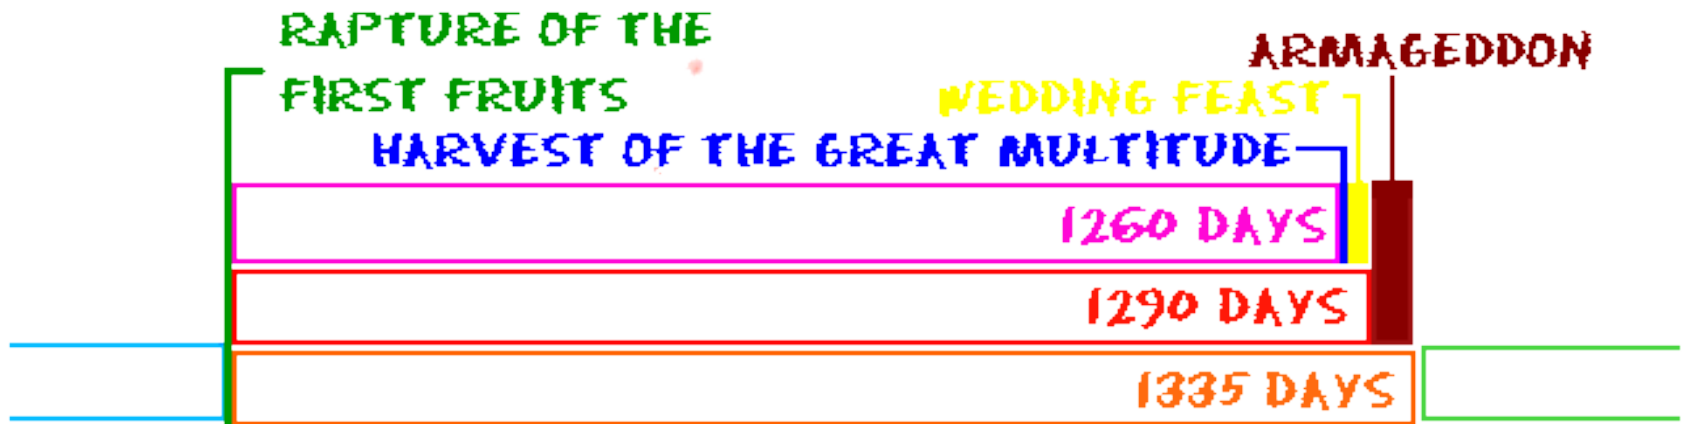 RAPTURE OF THE
FIRST FRUITS
ARMAGEDDON
WEDDING FEAST
HARVEST OF THE GREAT MULTITUDE
1260 DAYS
1290 DAYS
1335 DAYS